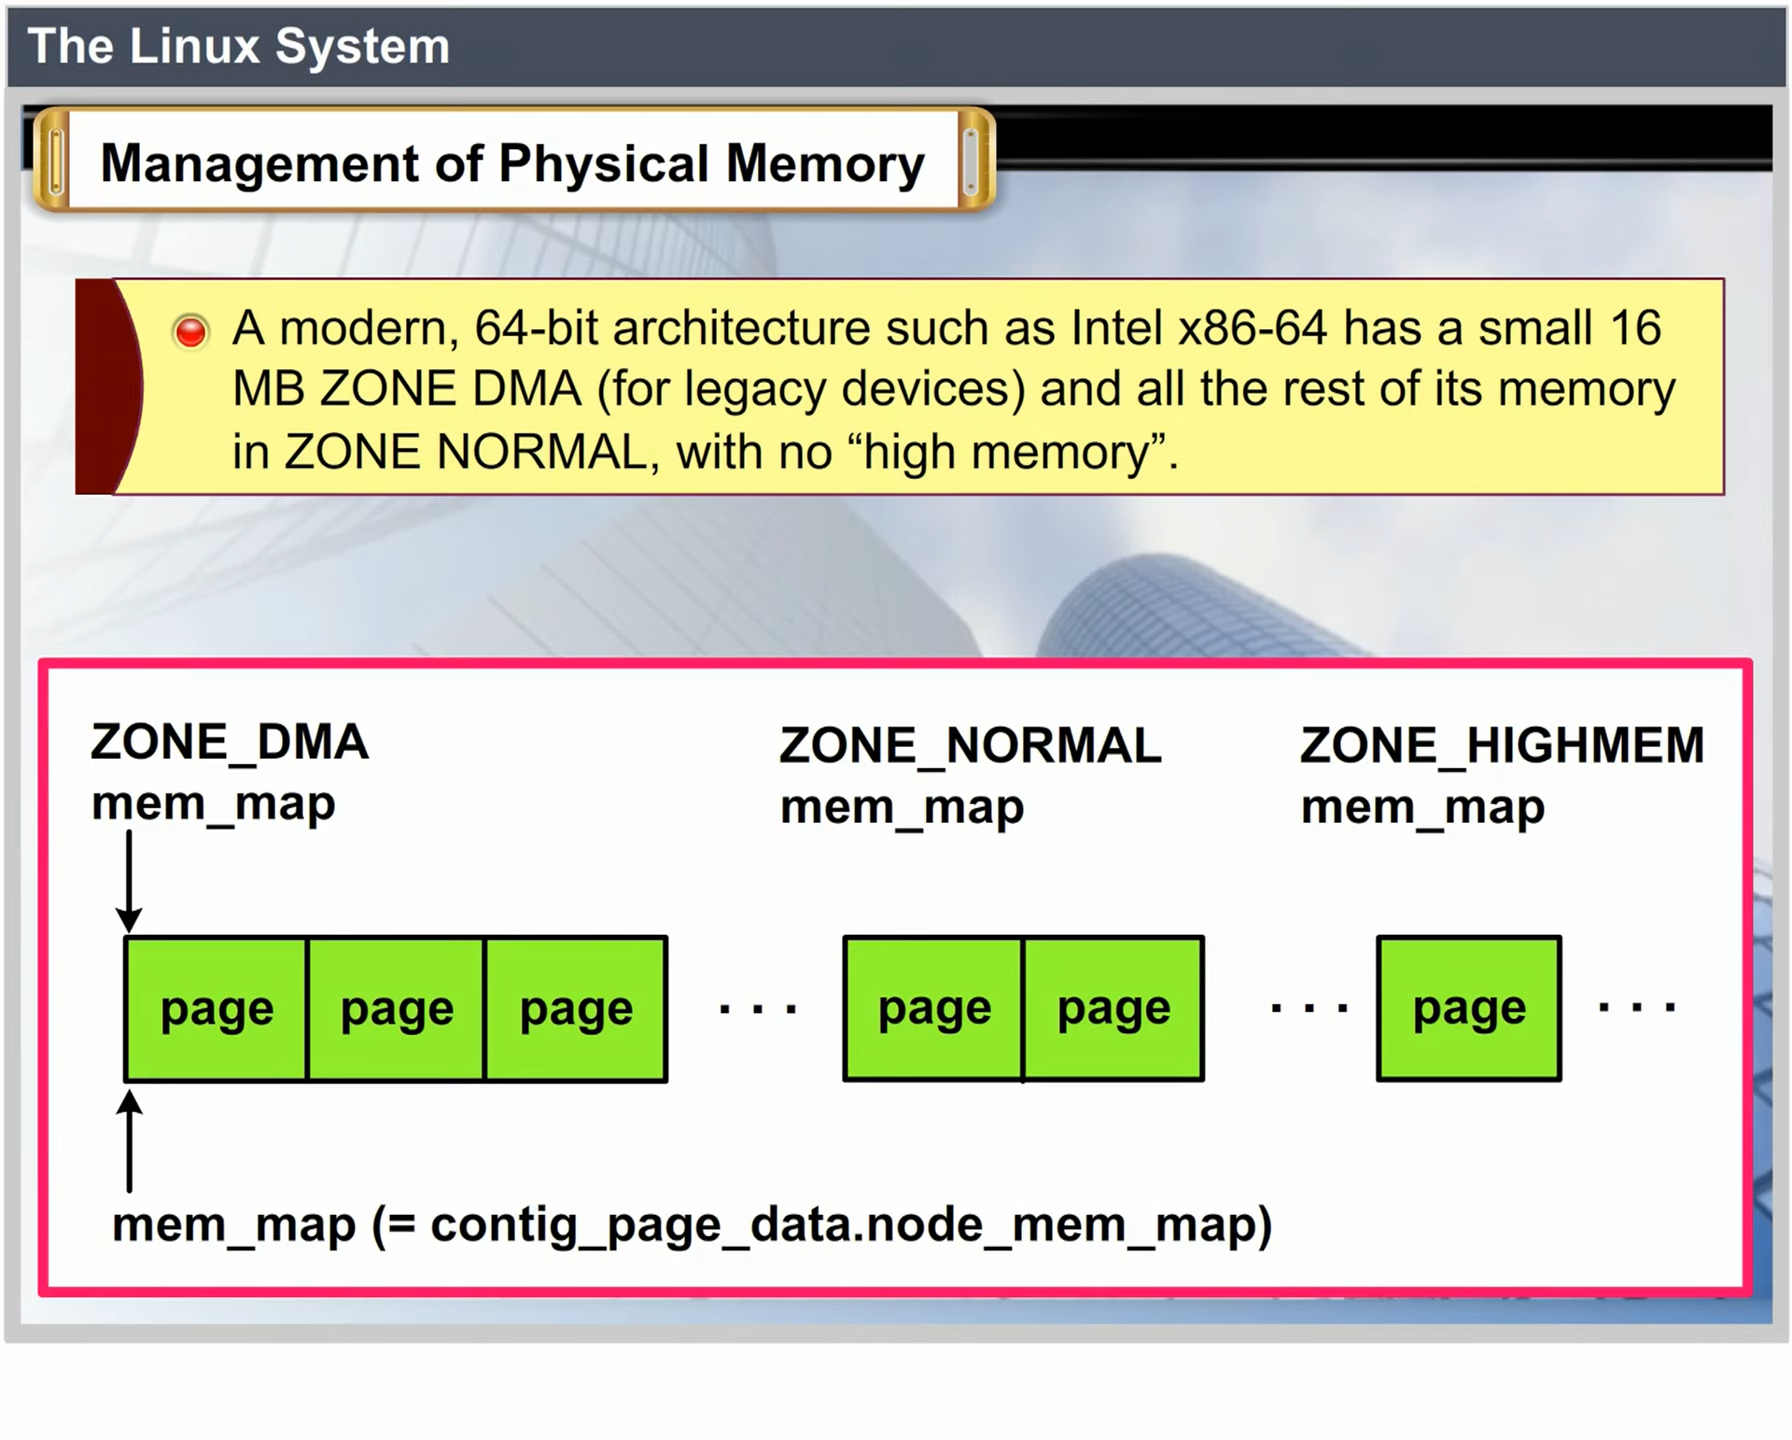 The Linux System
Management of Physical Memory
A modern, 64-bit architecture such as Intel x86-64 has a small 16
MB ZONE DMA (for legacy devices) and all the rest of its memory
in ZONE NORMAL, with no “high memory”.
ZONE_DMA
mem_map
ZONE_NORMAL
mem_map
ZONE_HIGHMEM
mem_map
page page page . . . page page . . . page . . .
mem_map (= contig_page_data.node_mem_map)